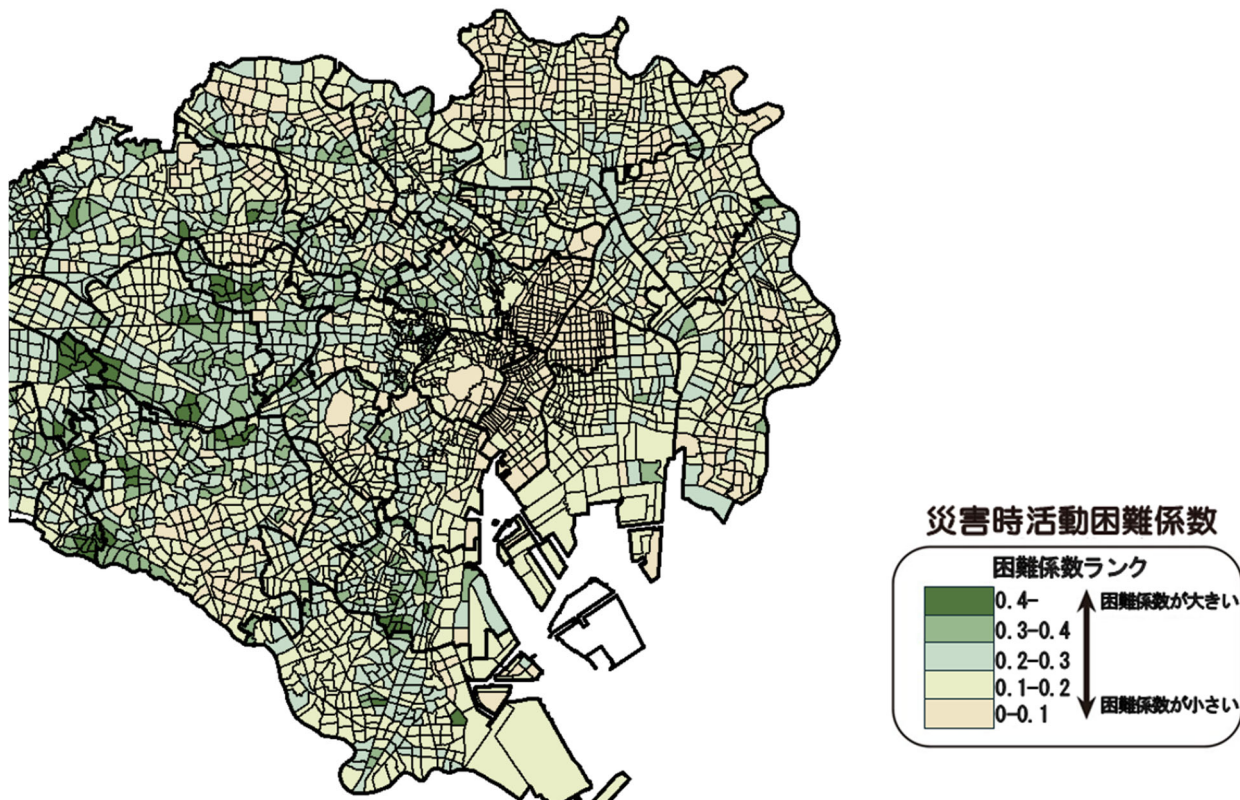 災害時活動困難係数
困難係数ランク
0.4-
困難係数が大きい
0.3-0.4
0.2-0.3
0.1-0.2
困難係数が小さい
0-0.1